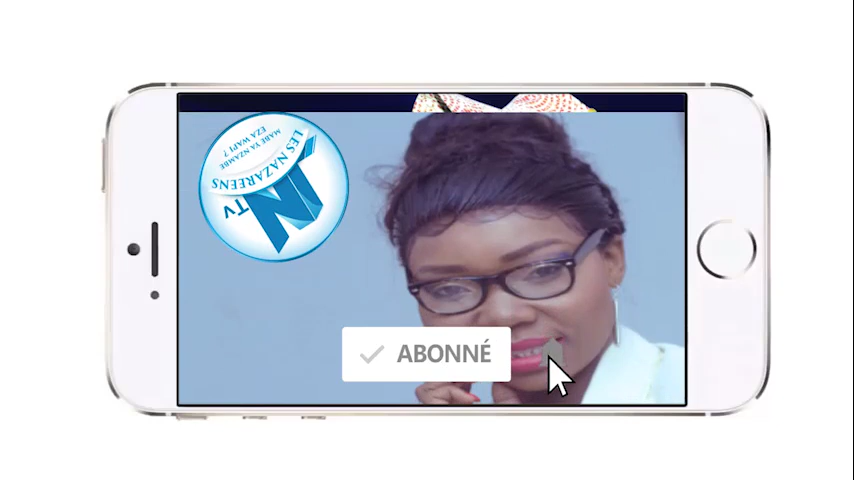 MABE YA NZAMBE
EZA WAPI ?
LES NAZAREENS
TV
ABONNÉ